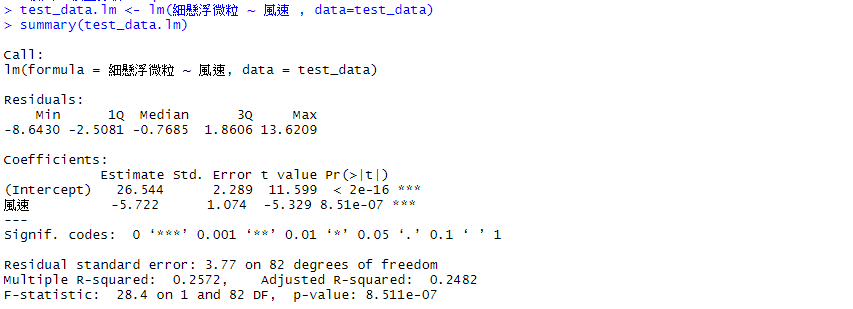 > test_data.lm <- lm(細懸浮微粒 ~ 風速 , data=test_data)
> summary(test_data.lm)
Call:
lm(formula = 細懸浮微粒 ~ 風速, data = test_data)
Residuals:
Min 1Q Median 3Q Max
-8.6430 -2.5081 -0.7685 1.8606 13.6209
Coefficients:
Estimate Std. Error t value Pr(>|t|)
(Intercept) 26.544 2.289 11.599 < 2e-16 ***
風速 -5.722 1.074 -5.329 8.51e-07 ***
---
Signif. codes: 0 ‘***’ 0.001 ‘**’ 0.01 ‘*’ 0.05 ‘.’ 0.1 ‘ ’ 1
Residual standard error: 3.77 on 82 degrees of freedom
Multiple R-squared: 0.2572, Adjusted R-squared: 0.2482
F-statistic: 28.4 on 1 and 82 DF, p-value: 8.511e-07